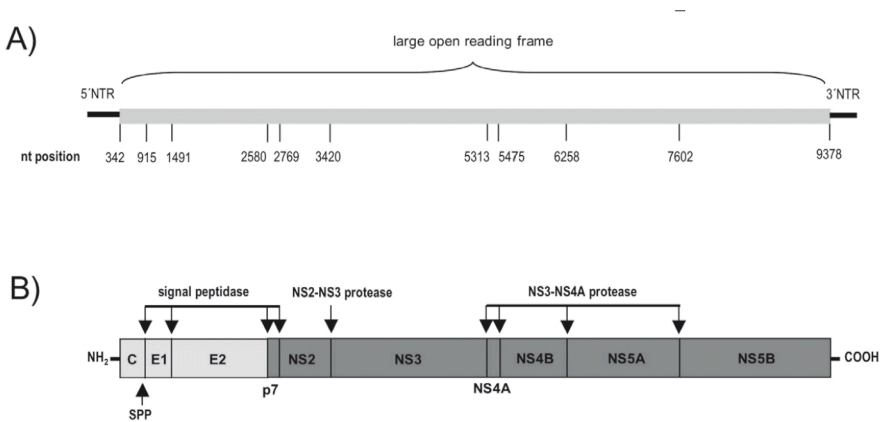 A)
large open reading frame
5´NTR
3´NTR
nt position 342 915 1491 2580 2769 3420 5313 5475 6258 7602 9378
B)
signal peptidase NS2-NS3 protease NS3-NS4A protease
NH2 C E1 E2 NS2 NS3 NS4B NS5A NS5B COOH
p7 NS4A
SPP